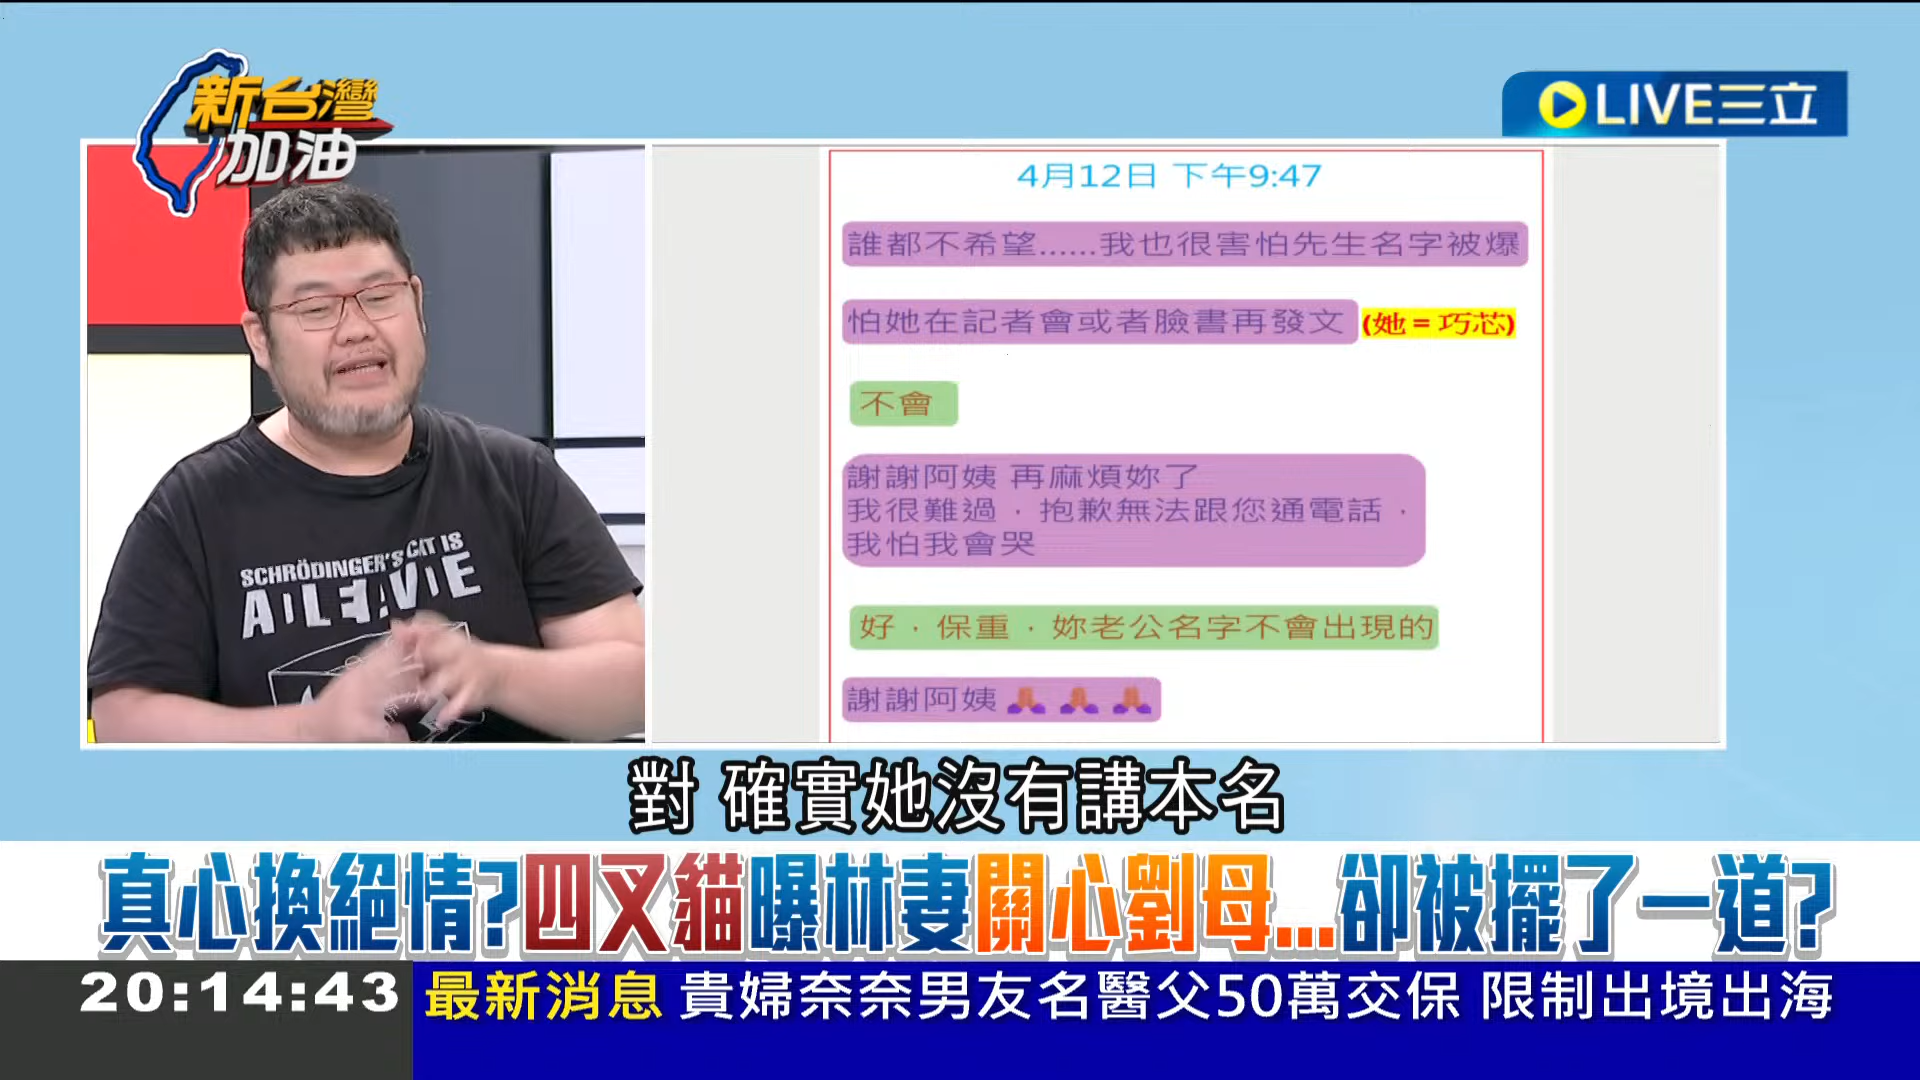 新台灣
加油
LIVE三立
4月12日 下午9:47
誰都不希望......我也很害怕先生名字被爆
怕她在記者會或者臉書再發文 (她=巧芯)
不會
謝謝阿姨 再麻煩妳了
我很難過，抱歉無法跟您通電話，
我怕我會哭
好，保重，妳老公名字不會出現的
謝謝阿姨
SCHRÖDINGER'S CAT IS
對 確實她沒有講本名
真心換絕情?四叉貓曝林妻關心劉母...卻被擺了一道?
20:14:43 最新消息 貴婦奈奈男友名醫父50萬交保 限制出境出海